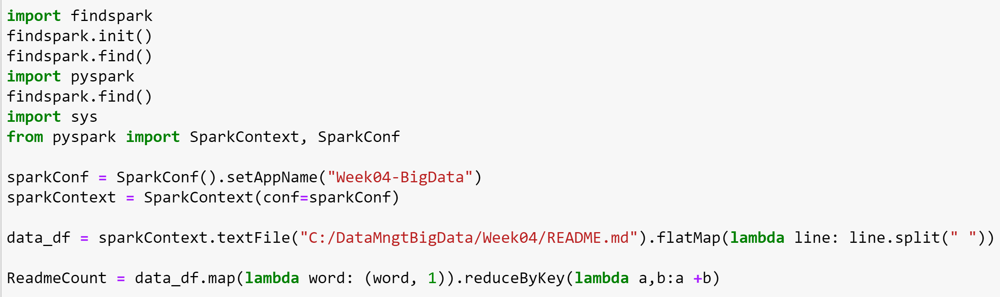 import findspark
findspark.init()
findspark.find()
import pyspark
findspark.find()
import sys
from pyspark import SparkContext, SparkConf
sparkConf = SparkConf().setAppName("Week04-BigData")
sparkContext = SparkContext(conf=sparkConf)
data_df = sparkContext.textFile("C:/DataMngtBigData/Week04/README.md").flatMap(lambda line: line.split(" "))
ReadmeCount = data_df.map(lambda word: (word, 1)).reduceByKey(lambda a,b:a +b)